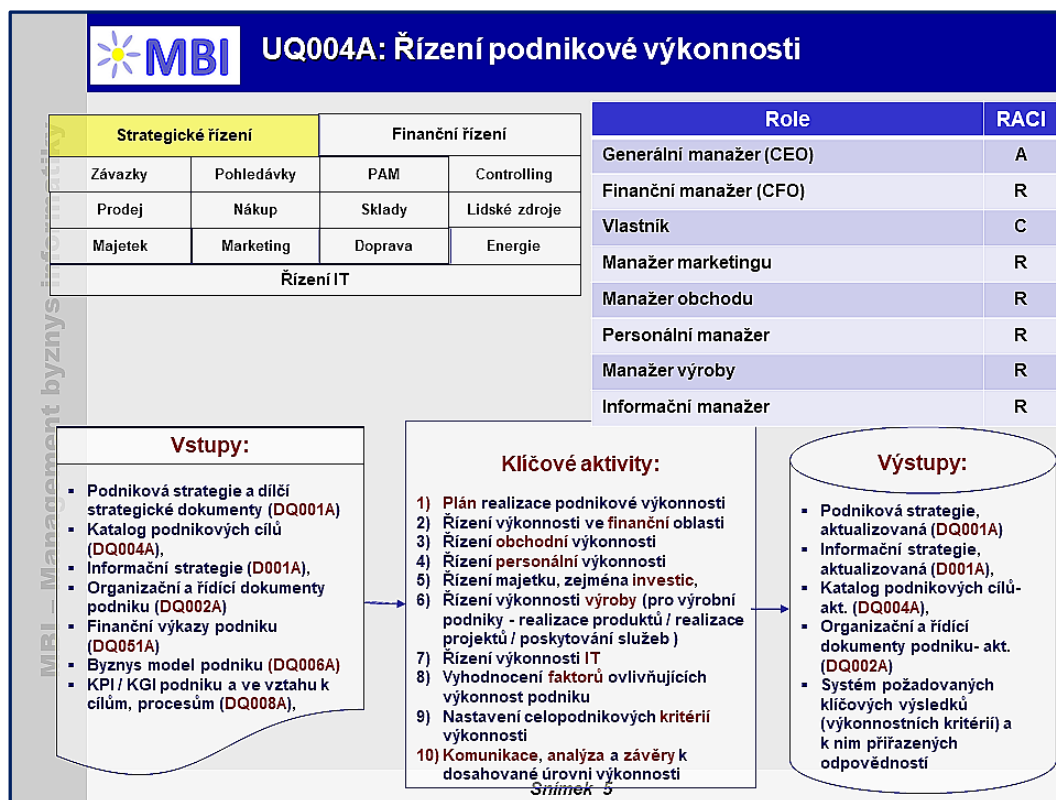 MBI
UQ004A: Řízení podnikové výkonnosti
MBI – Management byznys informatiky
Strategické řízení
Finanční řízení
Závazky
Pohledávky
PAM
Controlling
Prodej
Nákup
Sklady
Lidské zdroje
Majetek
Marketing
Doprava
Energie
Řízení IT
Role RACI
Generální manažer (CEO) A
Finanční manažer (CFO) R
Vlastník C
Manažer marketingu R
Manažer obchodu R
Personální manažer R
Manažer výroby R
Informační manažer R
Vstupy:
▪ Podniková strategie a dílčí
strategické dokumenty (DQ001A)
▪ Katalog podnikových cílů
(DQ004A),
▪ Informační strategie (D001A),
▪ Organizační a řídící dokumenty
podniku (DQ002A)
▪ Finanční výkazy podniku
(DQ051A)
▪ Byznys model podniku (DQ006A)
▪ KPI / KGI podniku a ve vztahu k
cílům, procesům (DQ008A),
Klíčové aktivity:
1) Plán realizace podnikové výkonnosti
2) Řízení výkonnosti ve finanční oblasti
3) Řízení obchodní výkonnosti
4) Řízení personální výkonnosti
5) Řízení majetku, zejména investic,
6) Řízení výkonnosti výroby (pro výrobní
podniky - realizace produktů / realizace
projektů / poskytování služeb )
7) Řízení výkonnosti IT
8) Vyhodnocení faktorů ovlivňujících
výkonnost podniku
9) Nastavení celopodnikových kritérií
výkonnosti
10) Komunikace, analýza a závěry k
dosahované úrovni výkonnosti
Výstupy:
▪ Podniková strategie,
aktualizovaná (DQ001A)
▪ Informační strategie,
aktualizovaná (D001A),
▪ Katalog podnikových cílů-
akt. (DQ004A),
▪ Organizační a řídící
dokumenty podniku- akt.
(DQ002A)
▪ Systém požadovaných
klíčových výsledků
(výkonnostních kritérií) a
k nim přiřazených
odpovědností
Snímek 5